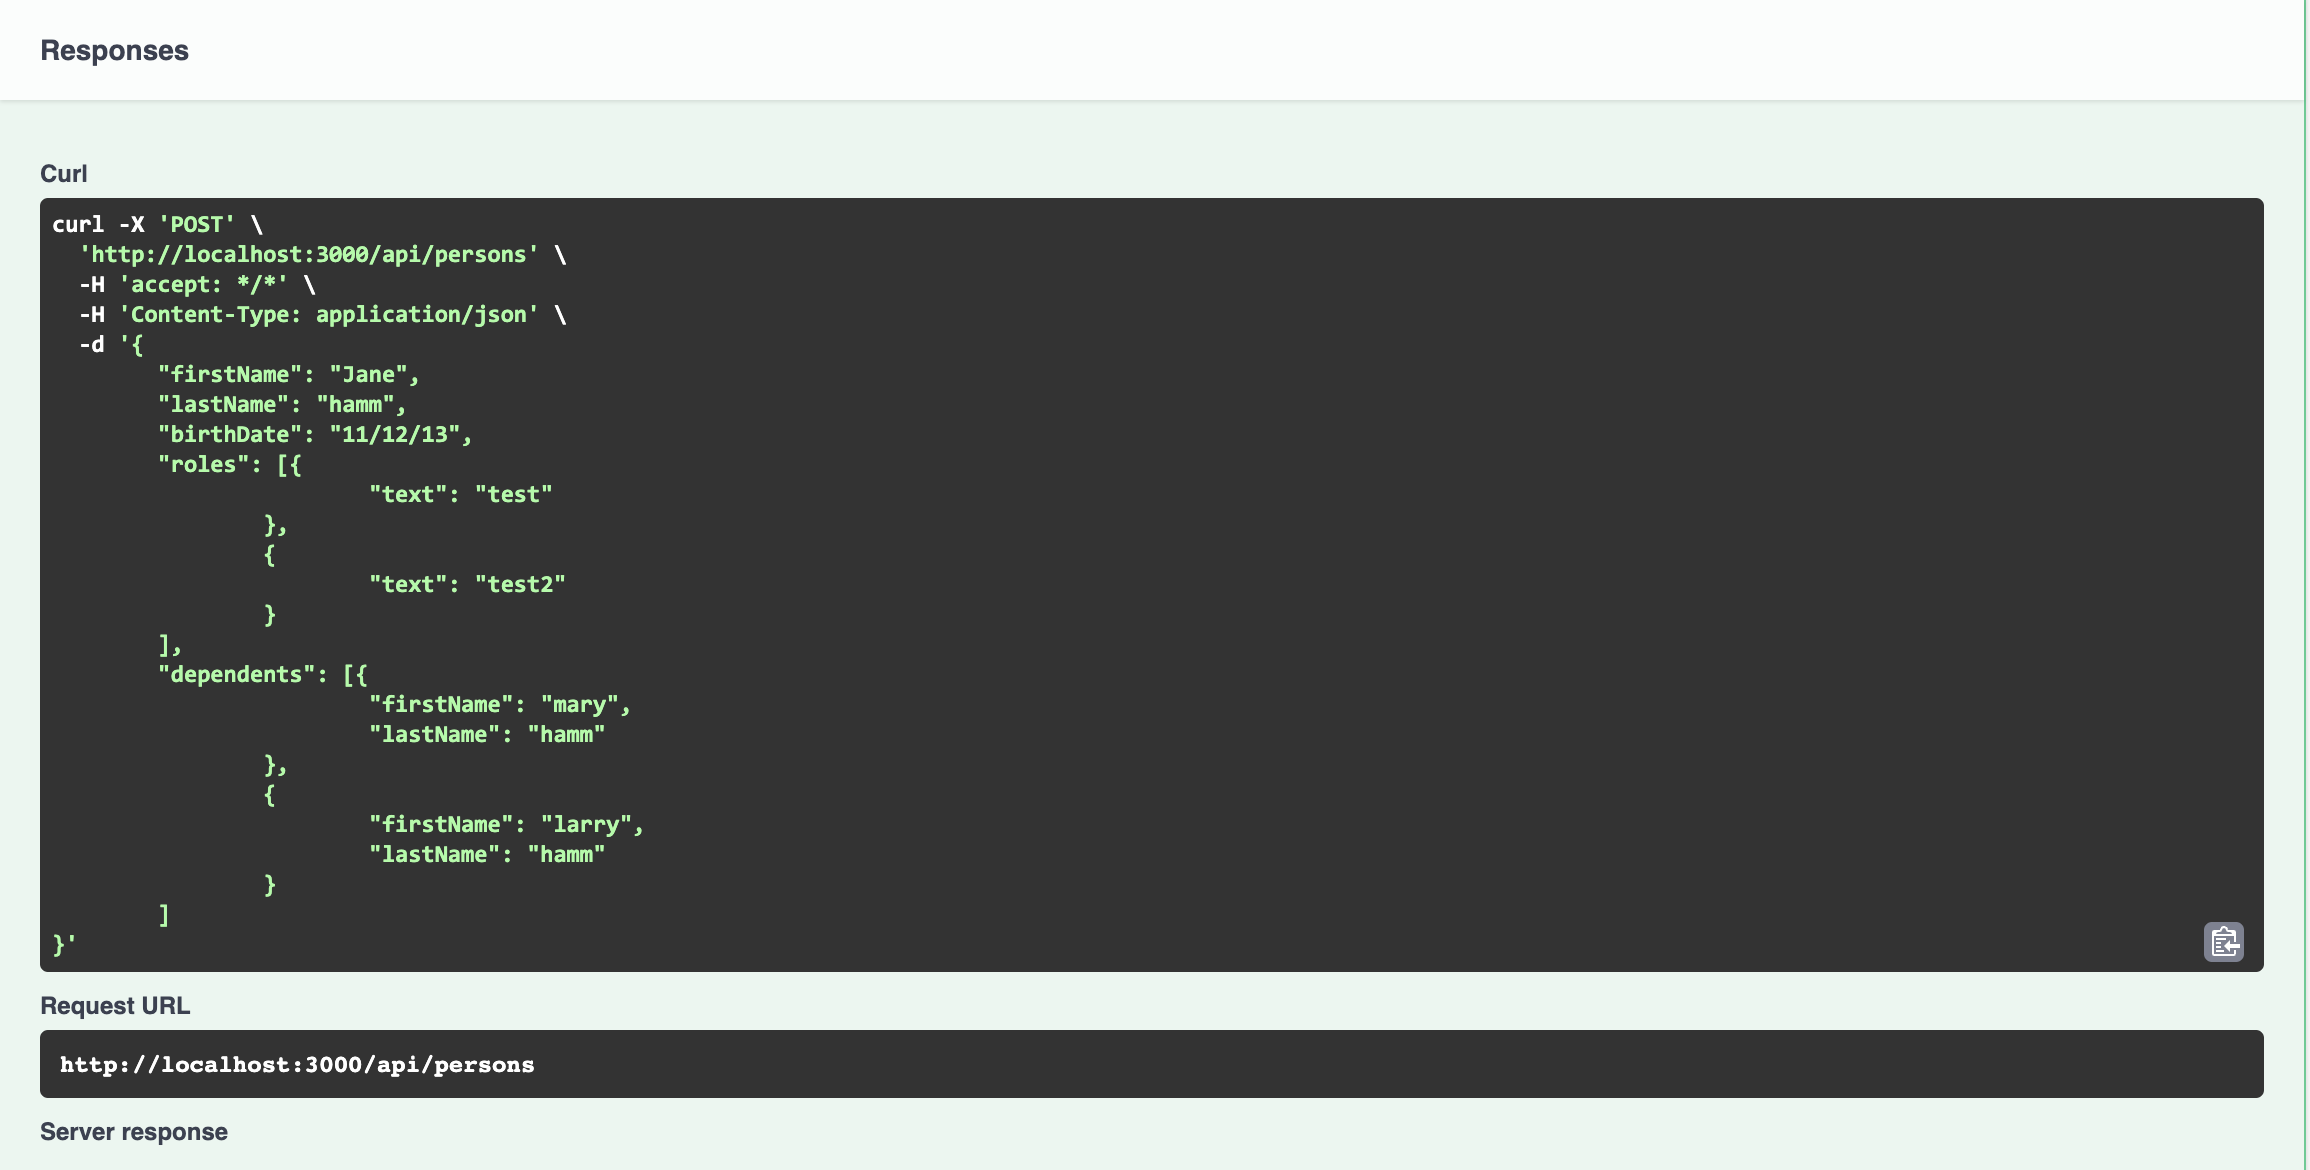 Responses
Curl
curl -X 'POST' \
  'http://localhost:3000/api/persons' \
  -H 'accept: */*' \
  -H 'Content-Type: application/json' \
  -d '{
        "firstName": "Jane",
        "lastName": "hamm",
        "birthDate": "11/12/13",
        "roles": [{
                        "text": "test"
                },
                {
                        "text": "test2"
                }
        ],
        "dependents": [{
                        "firstName": "mary",
                        "lastName": "hamm"
                },
                {
                        "firstName": "larry",
                        "lastName": "hamm"
                }
        ]
}'
Request URL
http://localhost:3000/api/persons
Server response